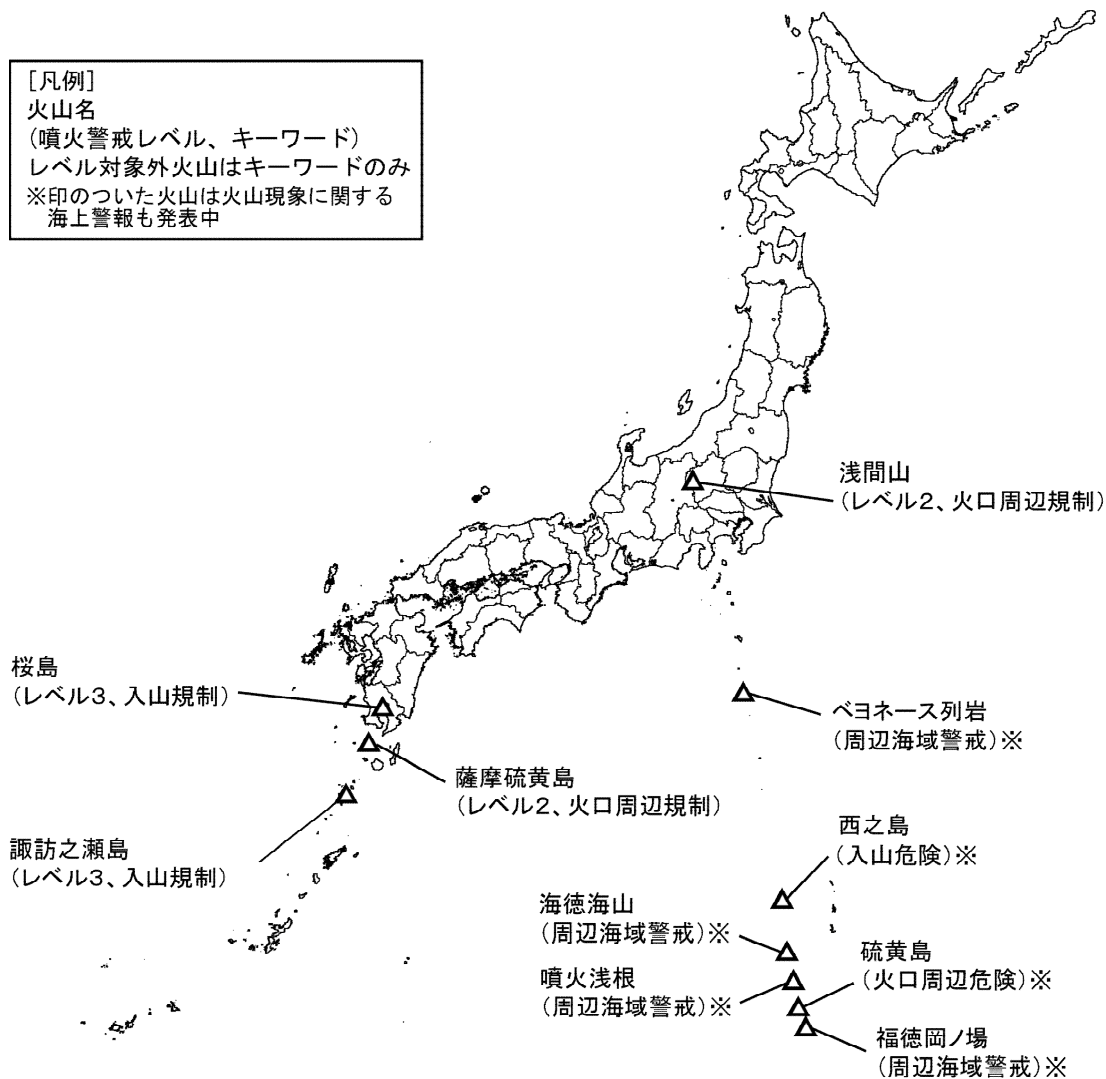 [凡例]
火山名
(噴火警戒レベル、キーワード)
レベル対象外火山はキーワードのみ
※印のついた火山は火山現象に関する
海上警報も発表中
浅間山
(レベル2、火口周辺規制)
桜島
(レベル3、入山規制)
ベヨネース列岩
(周辺海域警戒)※
薩摩硫黄島
(レベル2、火口周辺規制)
諏訪之瀬島
(レベル3、入山規制)
西之島
(入山危険)※
海徳海山
(周辺海域警戒)※
硫黄島
(火口周辺危険)※
噴火浅根
(周辺海域警戒)※
福徳岡ノ場
(周辺海域警戒)※